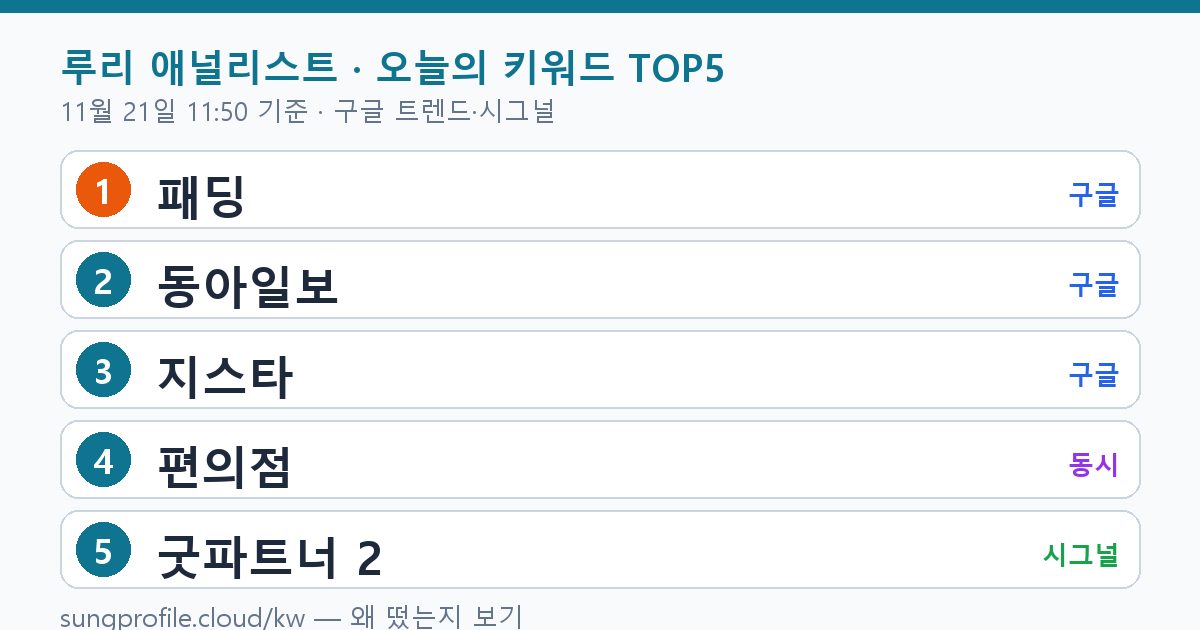 루리 애널리스트 · 오늘의 키워드 TOP5
11월 21일 11:50 기준 · 구글 트렌드·시그널
1 패딩 구글
2 동아일보 구글
3 지스타 구글
4 편의점 동시
5 굿파트너 2 시그널
sungprofile.cloud/kw — 왜 떴는지 보기